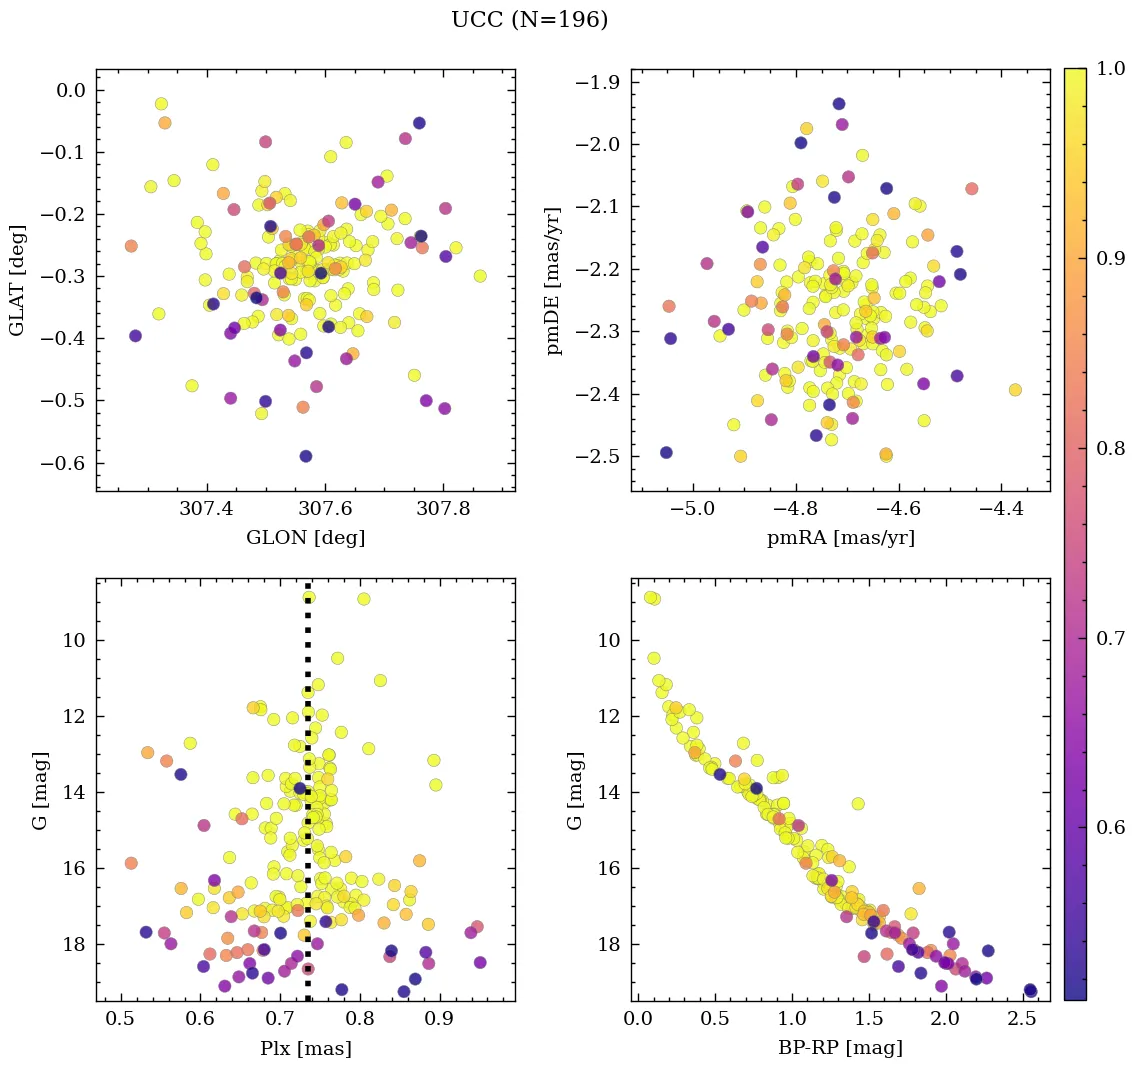 UCC (N=196)
0.0
−0.1
−0.2
−0.3
−0.4
−0.5
−0.6
GLAT [deg]
307.4 307.6 307.8
GLON [deg]
−1.9
−2.0
−2.1
−2.2
−2.3
−2.4
−2.5
pmDE [mas/yr]
−5.0 −4.8 −4.6 −4.4
pmRA [mas/yr]
10
12
14
16
18
G [mag]
0.5 0.6 0.7 0.8 0.9
Plx [mas]
10
12
14
16
18
G [mag]
0.0 0.5 1.0 1.5 2.0 2.5
BP-RP [mag]
1.0
0.9
0.8
0.7
0.6